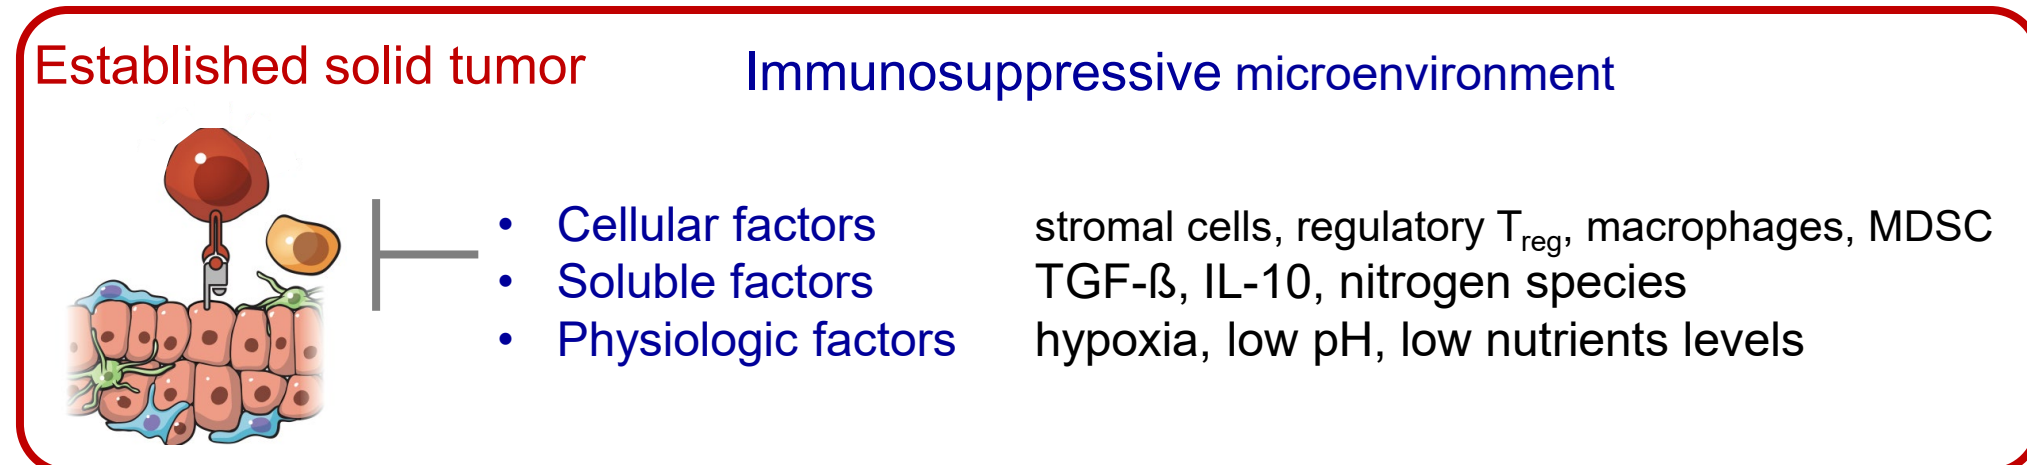 Established solid tumor
Immunosuppressive microenvironment
• Cellular factors stromal cells, regulatory Treg, macrophages, MDSC
• Soluble factors TGF-ß, IL-10, nitrogen species
• Physiologic factors hypoxia, low pH, low nutrients levels